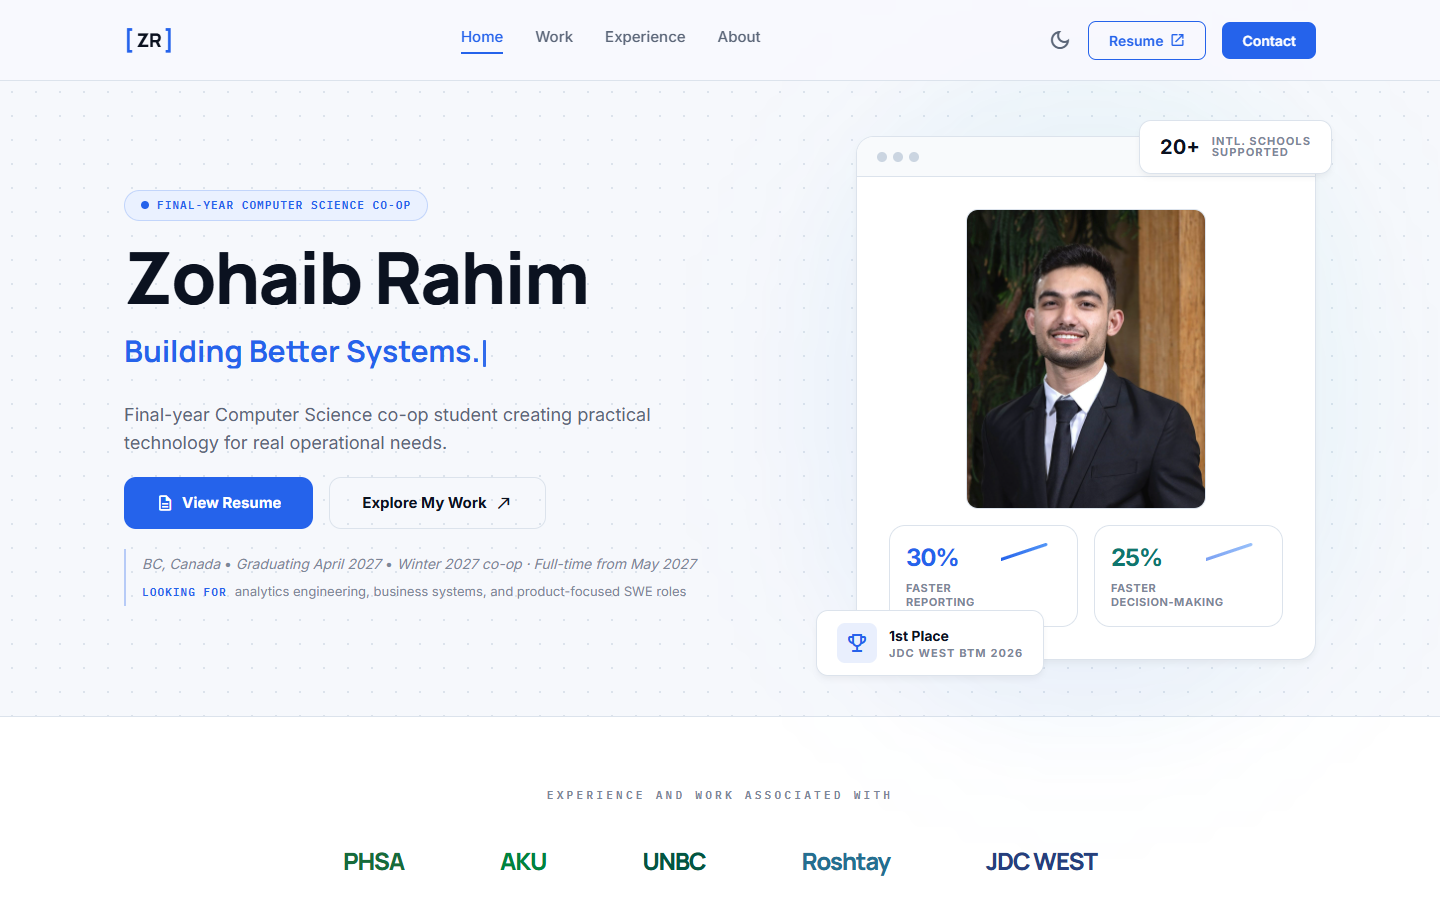 [ ZR ]
Home
Work
Experience
About
Resume
Contact
FINAL-YEAR COMPUTER SCIENCE CO-OP
Zohaib Rahim
Building Better Systems.|
Final-year Computer Science co-op student creating practical
technology for real operational needs.
View Resume
Explore My Work
BC, Canada • Graduating April 2027 • Winter 2027 co-op · Full-time from May 2027
LOOKING FOR analytics engineering, business systems, and product-focused SWE roles
20+
INTL. SCHOOLS
SUPPORTED
30%
FASTER
REPORTING
25%
FASTER
DECISION-MAKING
1st Place
JDC WEST BTM 2026
EXPERIENCE AND WORK ASSOCIATED WITH
PHSA
AKU
UNBC
Roshtay
JDC WEST